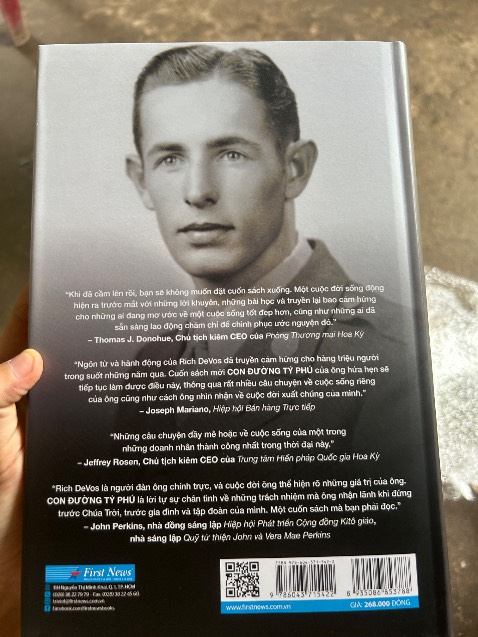 “Khi đã cầm lên rồi, bạn sẽ không muốn đặt cuốn sách xuống. Một cuộc đời sống động
hiện ra trước mắt với những lời khuyên, những bài học và truyền lại bao cảm hứng
cho những ai đang mơ ước về một cuộc sống tốt đẹp hơn, cũng như những ai đã
sẵn sàng lao động chăm chỉ để chinh phục ước nguyện đó.”
– Thomas J. Donohue, Chủ tịch kiêm CEO của Phòng Thương mại Hoa Kỳ
“Ngôn từ và hành động của Rich DeVos đã truyền cảm hứng cho hàng triệu người
trong suốt những năm qua. Cuốn sách mới CON ĐƯỜNG TỶ PHÚ của ông hứa hẹn sẽ
tiếp tục làm được điều này, thông qua rất nhiều câu chuyện về cuộc sống riêng
của ông cũng như cách ông nhìn nhận về cuộc đời xuất chúng của mình.”
– Joseph Mariano, Hiệp hội Bán hàng Trực tiếp
“Những câu chuyện đầy mê hoặc về cuộc sống của một trong
những doanh nhân thành công nhất trong thời đại này.”
– Jeffrey Rosen, Chủ tịch kiêm CEO của Trung tâm Hiến pháp Quốc gia Hoa Kỳ
“Rich DeVos là người đàn ông chính trực, và cuộc đời ông thể hiện rõ những giá trị của ông.
CON ĐƯỜNG TỶ PHÚ là lời tự sự chân tình về những trách nhiệm mà ông nhận lãnh khi đứng
trước Chúa Trời, trước gia đình và tập đoàn của mình. Một cuốn sách mà bạn phải đọc.”
– John Perkins, nhà đồng sáng lập Hiệp hội Phát triển Cộng đồng Kitô giáo,
nhà sáng lập Quỹ từ thiện John và Vera Mae Perkins
First News
www.firstnews.com.vn
GIÁ: 268.000 ĐỒNG